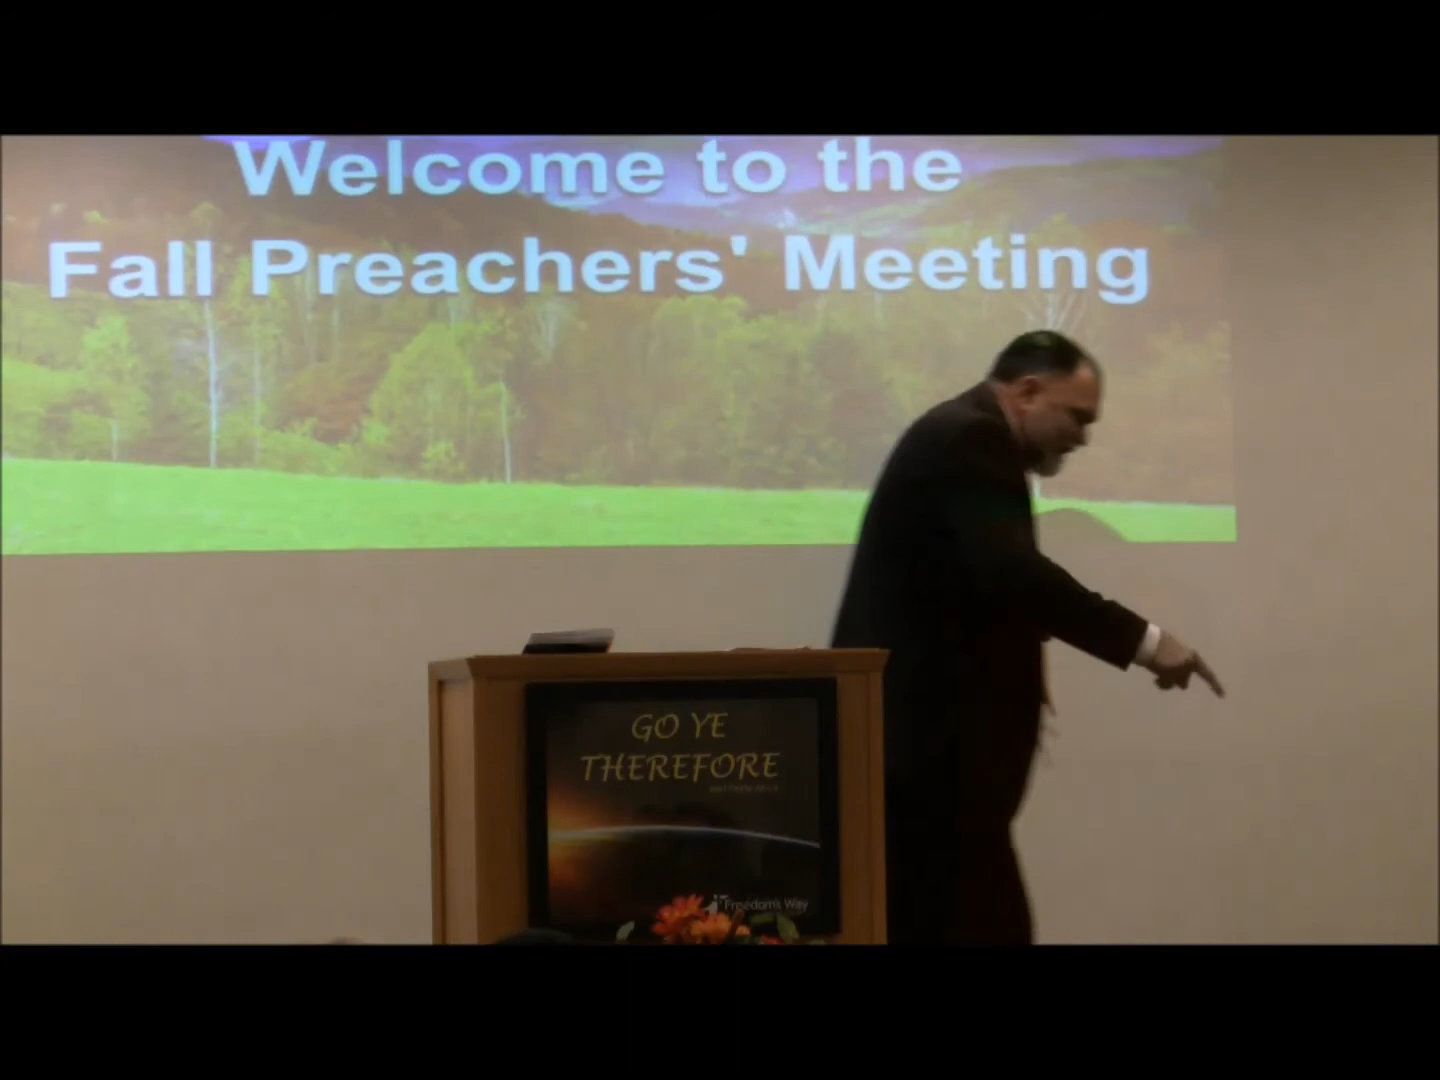 Welcome to the
Fall Preachers' Meeting
GO YE
THEREFORE
Freedom's Way